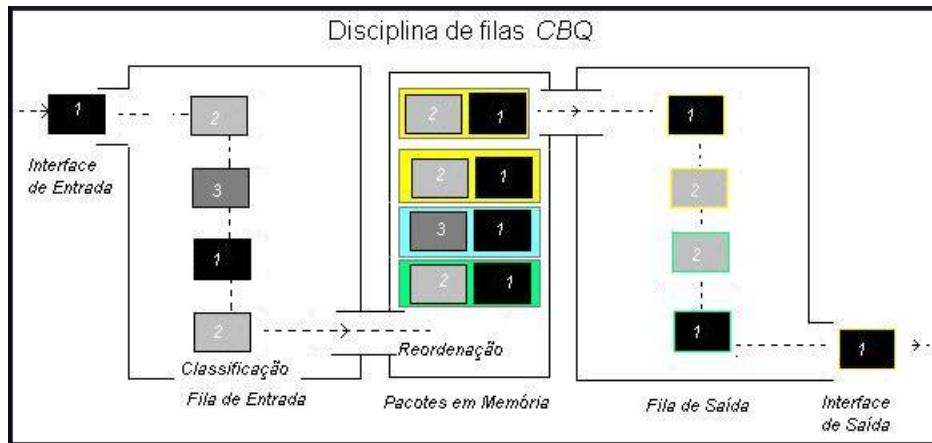 Disciplina de filas CBQ
1
Interface
de Entrada
2
3
1
2
Classificação
Fila de Entrada
2 1
2 1
3 1
2 1
Reordenação
Pacotes em Memória
1
2
2
1
Fila de Saída
1
Interface
de Saída